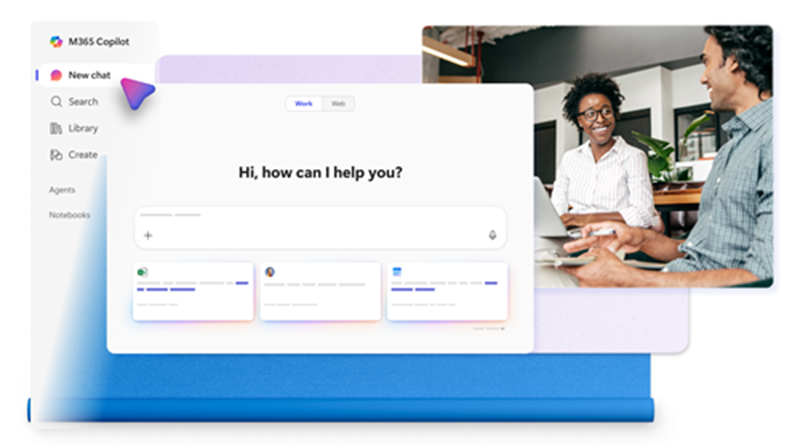 M365 Copilot
New chat
Search
Library
Create
Agents
Notebooks
Work
Web
Hi, how can I help you?